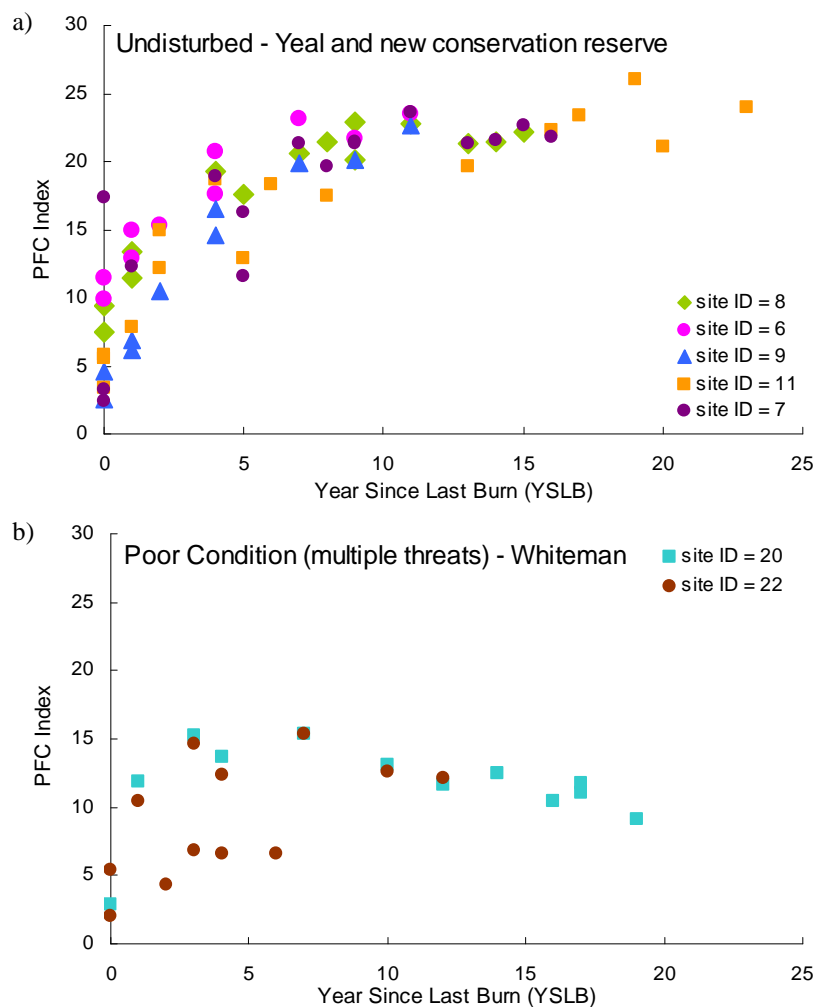 a)
Undisturbed - Yeal and new conservation reserve
30
25
20
15
10
5
0
PFC Index
site ID = 8
site ID = 6
site ID = 9
site ID = 11
site ID = 7
0 5 10 15 20 25
Year Since Last Burn (YSLB)
b)
Poor Condition (multiple threats) - Whiteman
30
25
20
15
10
5
0
PFC Index
site ID = 20
site ID = 22
0 5 10 15 20 25
Year Since Last Burn (YSLB)